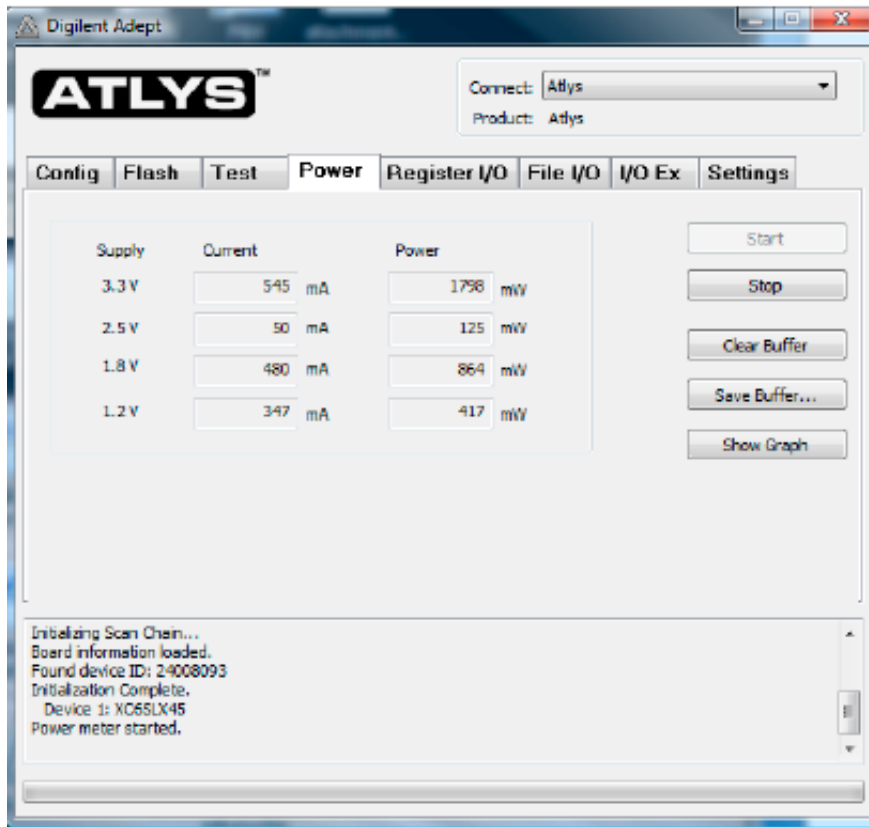 Digilent Adept
ATLYS™
Connect: Atlys
Product: Atlys
Config Flash Test Power Register I/O File I/O I/O Ex Settings
Supply Current Power
3.3 V 545 mA 1798 mW
2.5 V 50 mA 125 mW
1.8 V 480 mA 864 mW
1.2 V 347 mA 417 mW
Start
Stop
Clear Buffer
Save Buffer...
Show Graph
Initializing Scan Chain...
Board information loaded.
Found device ID: 24008093
Initialization Complete.
Device 1: XC6SLX45
Power meter started.